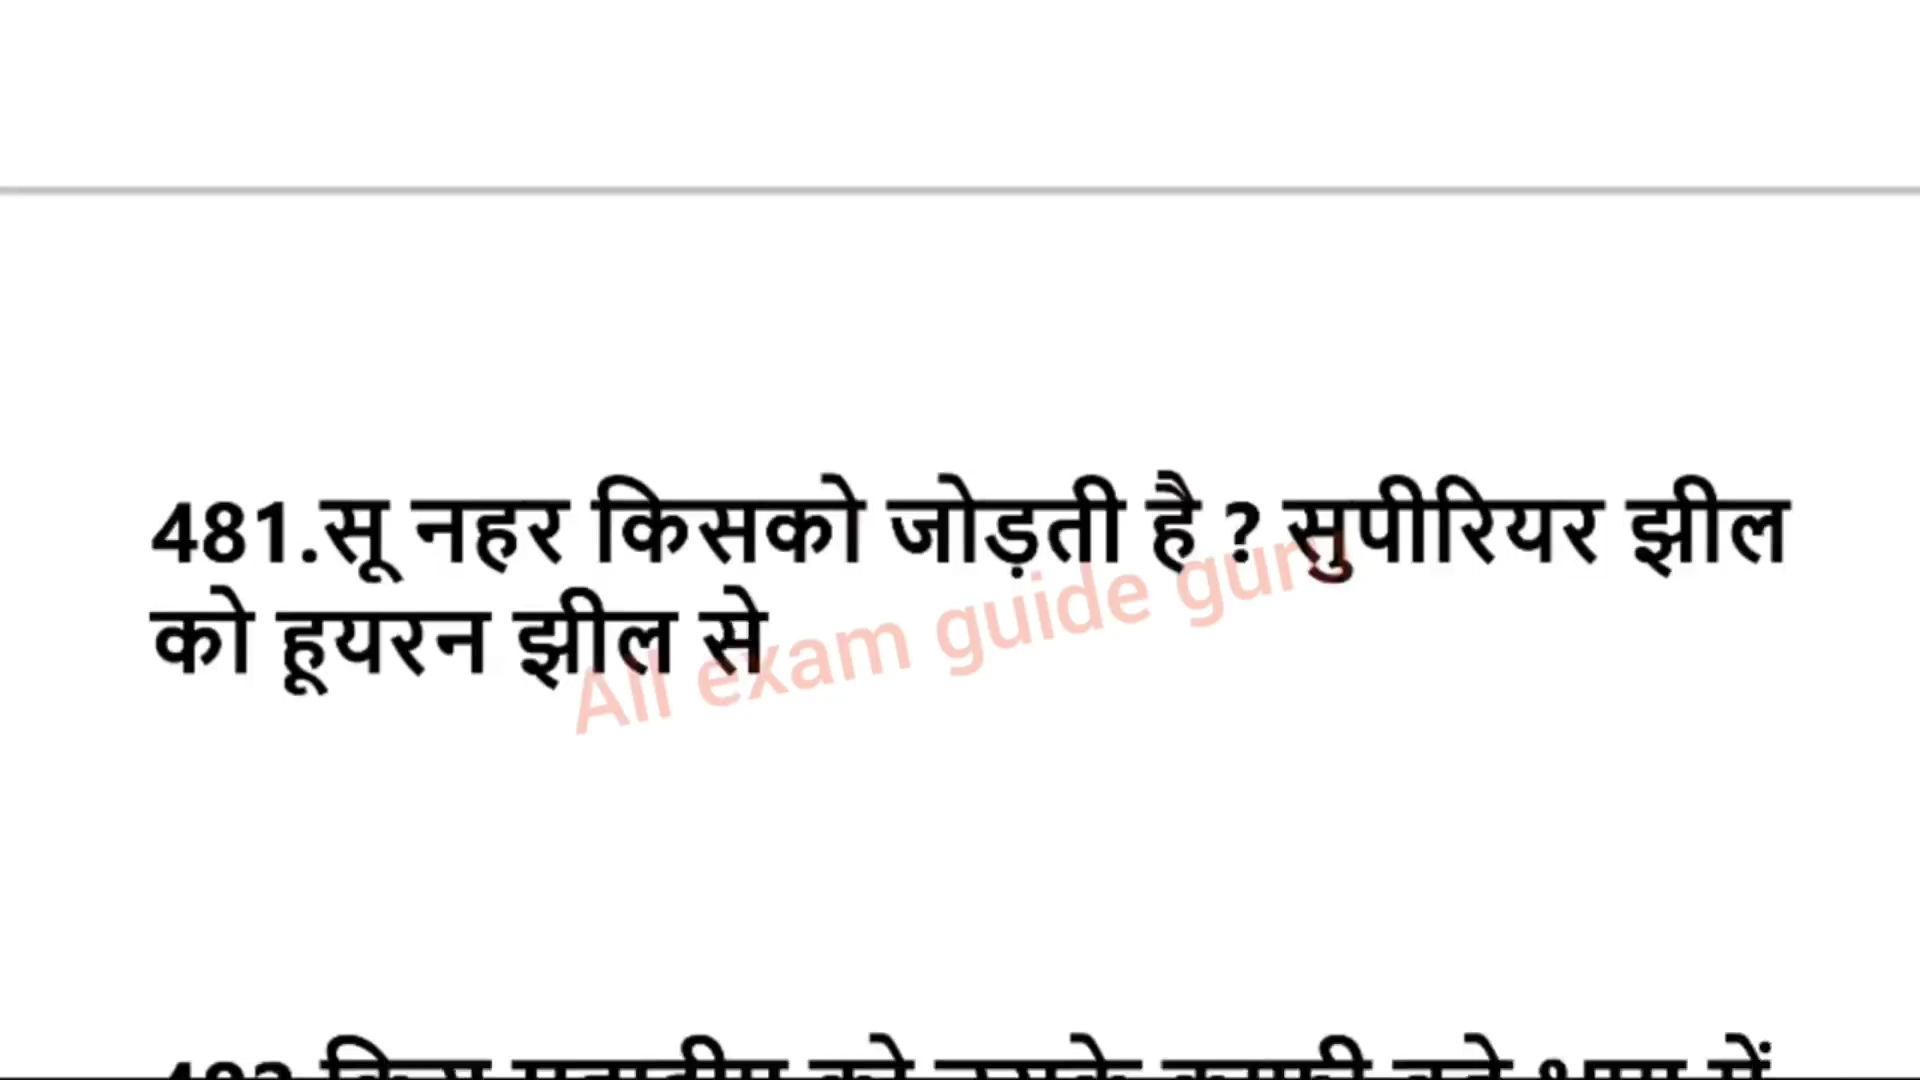 481.सू नहर किसको जोड़ती है ? सुपीरियर झील
को हूयरन झील से
All exam guide guru